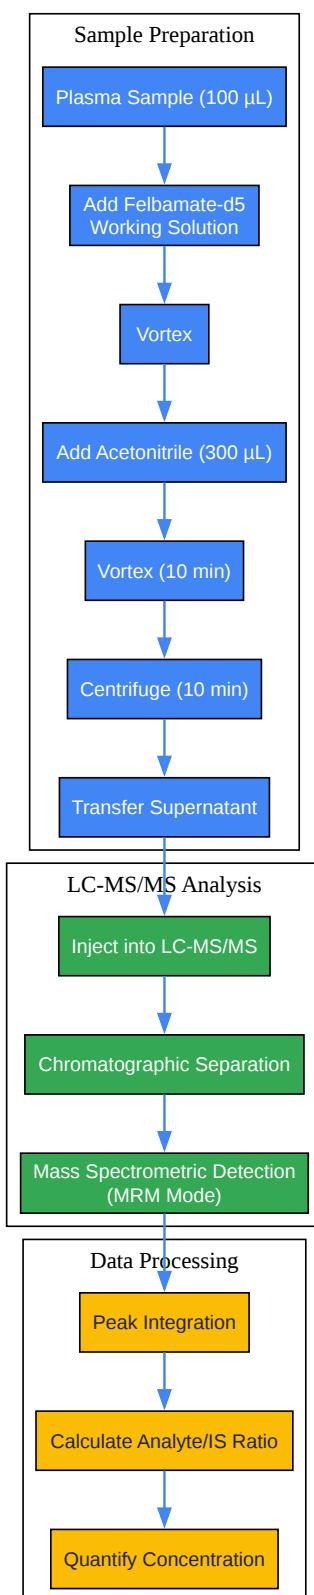 Sample Preparation
Plasma Sample (100 µL)
Add Felbamate-d5
Working Solution
Vortex
Add Acetonitrile (300 µL)
Vortex (10 min)
Centrifuge (10 min)
Transfer Supernatant
LC-MS/MS Analysis
Inject into LC-MS/MS
Chromatographic Separation
Mass Spectrometric Detection
(MRM Mode)
Data Processing
Peak Integration
Calculate Analyte/IS Ratio
Quantify Concentration